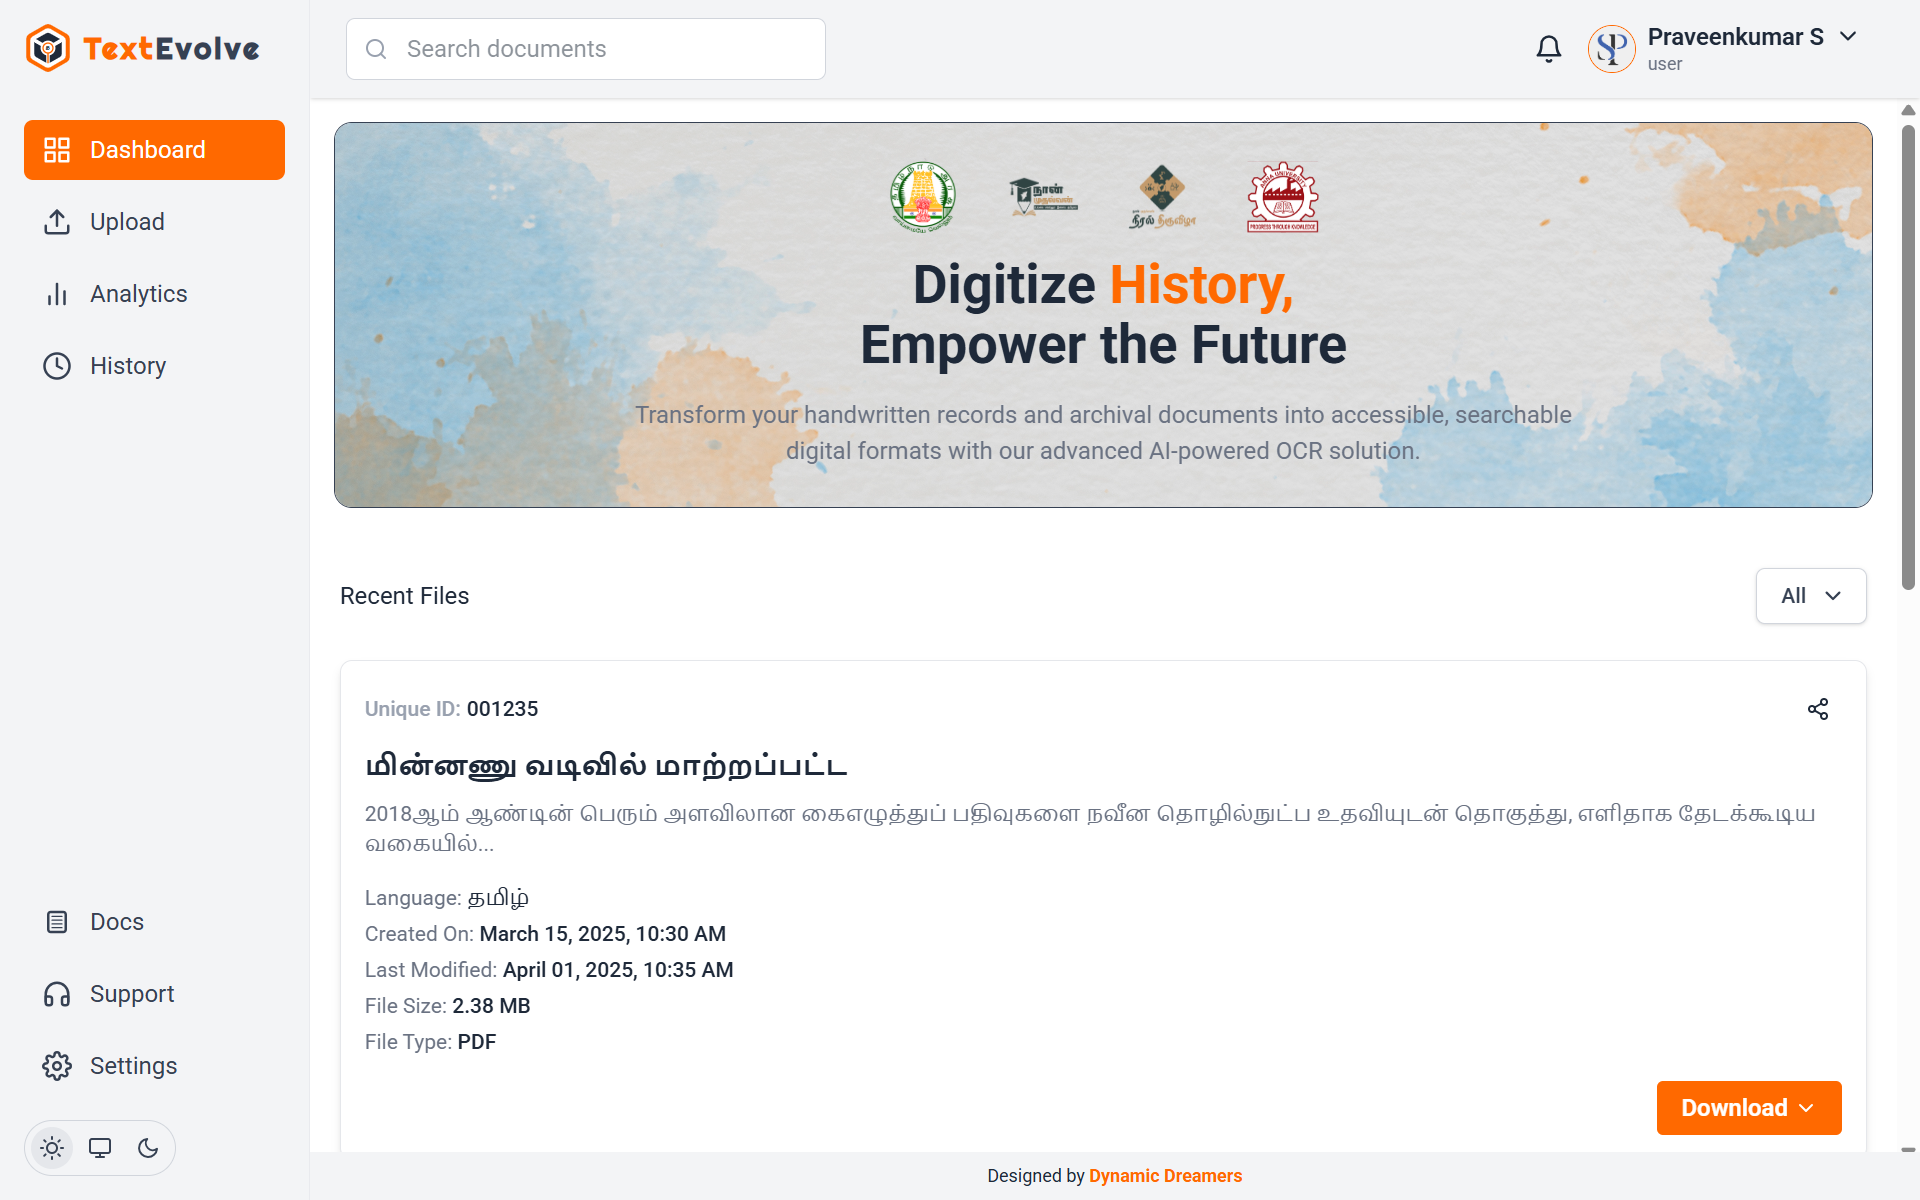 TextEvolve
Search documents
Praveenkumar S
user
Dashboard
Upload
Analytics
History
Docs
Support
Settings
நான்
ANNA UNIVERSITY
PROGRESS THROUGH KNOWLEDGE
Digitize History,
Empower the Future
Transform your handwritten records and archival documents into accessible, searchable
digital formats with our advanced AI-powered OCR solution.
Recent Files
All
Unique ID: 001235
மின்னணு வடிவில் மாற்றப்பட்ட
2018ஆம் ஆண்டின் பெரும் அளவிலான கைஎழுத்துப் பதிவுகளை நவீன தொழில்நுட்ப உதவியுடன் தொகுத்து, எளிதாக தேடக்கூடிய
வகையில்...
Language: தமிழ்
Created On: March 15, 2025, 10:30 AM
Last Modified: April 01, 2025, 10:35 AM
File Size: 2.38 MB
File Type: PDF
Download
Designed by Dynamic Dreamers